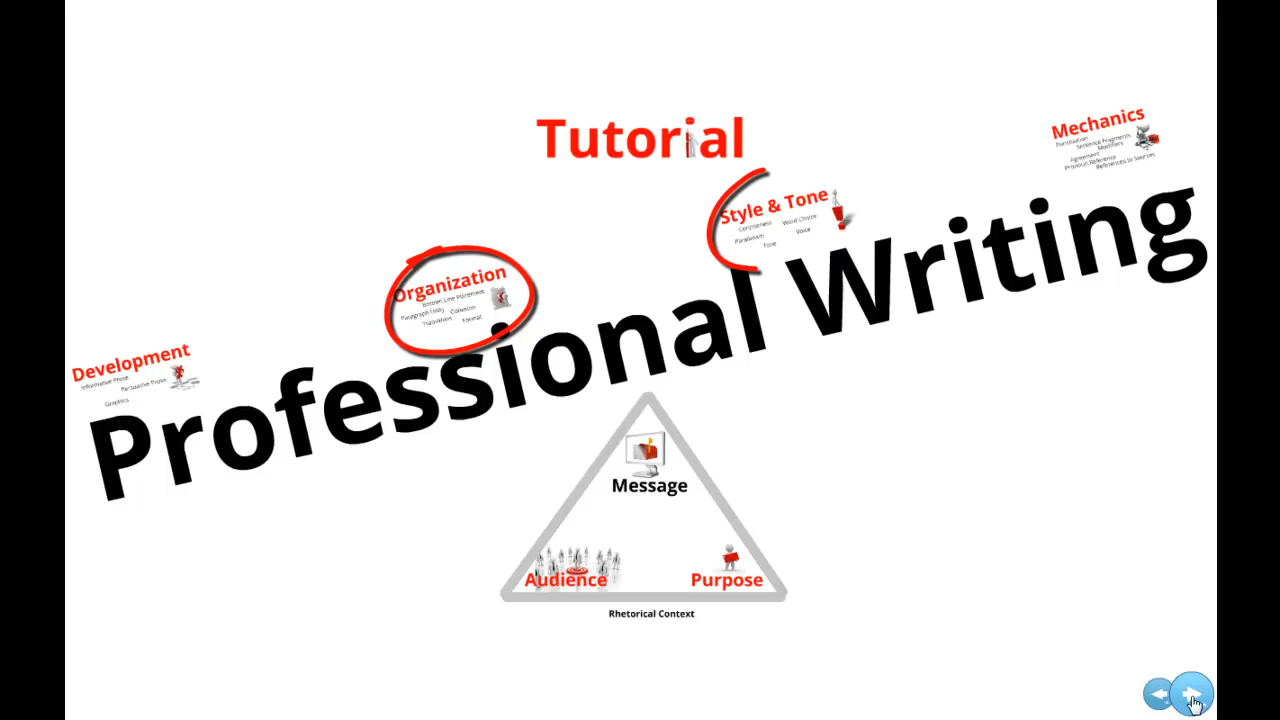 Tutorial
Mechanics
Punctuation
Sentence Fragments
Modifiers
Agreement
Pronoun Reference
References to Sources
Style & Tone
Conciseness Word Choice
Parallelism Voice
Tone
Organization
Bottom Line Placement
Paragraph Unity Cohesion
Transitions Format
Development
Informative Prose
Persuasive Prose
Graphics
Professional Writing
Message
Audience Purpose
Rhetorical Context